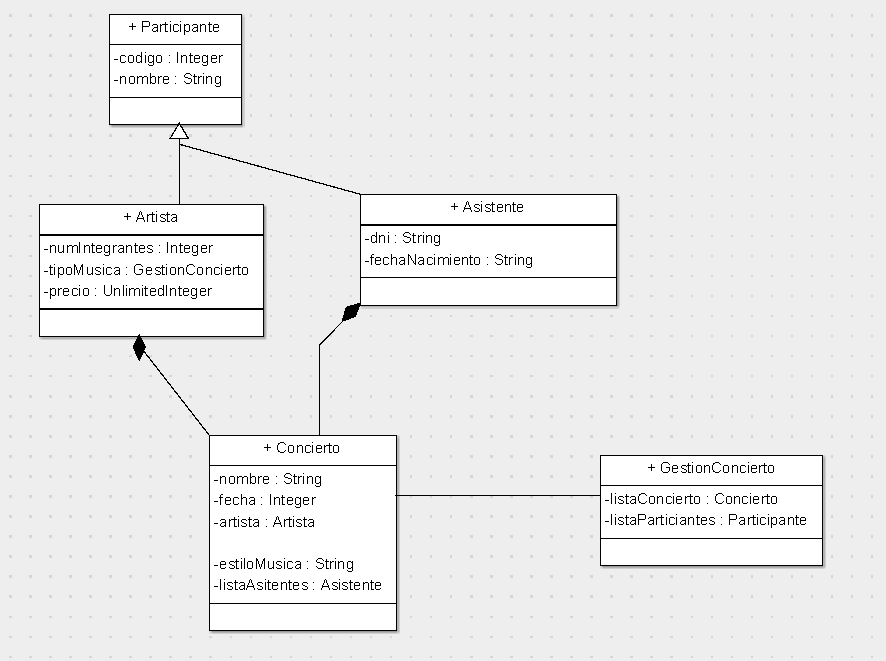 + Participante
-codigo : Integer
-nombre : String
+ Artista
-numIntegrantes : Integer
-tipoMusica : GestionConcierto
-precio : UnlimitedInteger
+ Asistente
-dni : String
-fechaNacimiento : String
+ Concierto
-nombre : String
-fecha : Integer
-artista : Artista
-estiloMusica : String
-listaAsitentes : Asistente
+ GestionConcierto
-listaConcierto : Concierto
-listaParticiantes : Participante